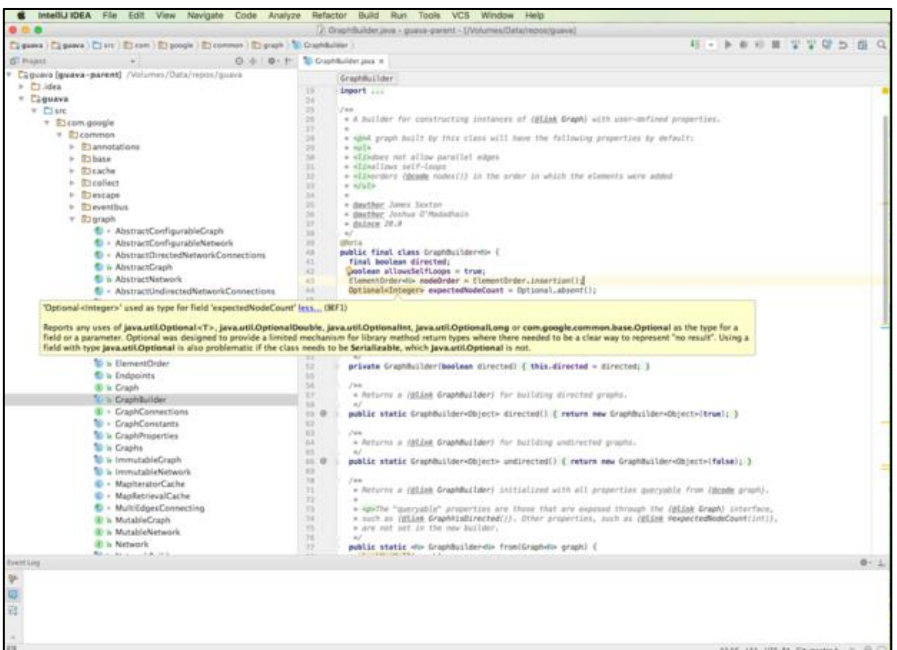 IntelliJ IDEA File Edit View Navigate Code Analyze Refactor Build Run Tools VCS Window Help
GraphBuilder.java - guava-parent - [/Volumes/Data/repos/guava]
guava guava src com google common graph GraphBuilder
Project
GraphBuilder.java
guava [guava-parent] /Volumes/Data/repos/guava
.idea
guava
src
com.google
common
annotations
base
cache
collect
escape
eventbus
graph
AbstractConfigurableGraph
AbstractConfigurableNetwork
AbstractDirectedNetworkConnections
AbstractGraph
AbstractNetwork
AbstractUndirectedNetworkConnections
ElementOrder
Endpoints
Graph
GraphBuilder
GraphConnections
GraphConstants
GraphProperties
Graphs
ImmutableGraph
ImmutableNetwork
MapIteratorCache
MapRetrievalCache
MultiEdgesConnecting
MutableGraph
MutableNetwork
Network
GraphBuilder
import ...
/**
* A builder for constructing instances of {@link Graph} with user-defined properties.
*
* <p>A graph built by this class will have the following properties by default:
* <ul>
* <li>does not allow parallel edges
* <li>allows self-loops
* <li>orders {@code nodes()} in the order in which the elements were added
* </ul>
*
* @author James Sexton
* @author Joshua O'Madadhain
* @since 20.0
*/
@Beta
public final class GraphBuilder<N> {
final boolean directed;
boolean allowsSelfLoops = true;
ElementOrder<N> nodeOrder = ElementOrder.insertion();
Optional<Integer> expectedNodeCount = Optional.absent();
'Optional<Integer>' used as type for field 'expectedNodeCount' less... (⌘F1)
Reports any uses of java.util.Optional<T>, java.util.OptionalDouble, java.util.OptionalInt, java.util.OptionalLong or com.google.common.base.Optional as the type for a
field or a parameter. Optional was designed to provide a limited mechanism for library method return types where there needed to be a clear way to represent "no result". Using a
field with type java.util.Optional is also problematic if the class needs to be Serializable, which java.util.Optional is not.
private GraphBuilder(boolean directed) { this.directed = directed; }
/**
* Returns a {@link GraphBuilder} for building directed graphs.
*/
public static GraphBuilder<Object> directed() { return new GraphBuilder<Object>(true); }
/**
* Returns a {@link GraphBuilder} for building undirected graphs.
*/
public static GraphBuilder<Object> undirected() { return new GraphBuilder<Object>(false); }
/**
* Returns a {@link GraphBuilder} initialized with all properties queryable from {@code graph}.
*
* <p>The "queryable" properties are those that are exposed through the {@link Graph} interface,
* such as {@link Graph#isDirected()}. Other properties, such as {@link #expectedNodeCount(int)},
* are not set in the new builder.
*/
public static <N> GraphBuilder<N> from(Graph<N> graph) {
Event Log